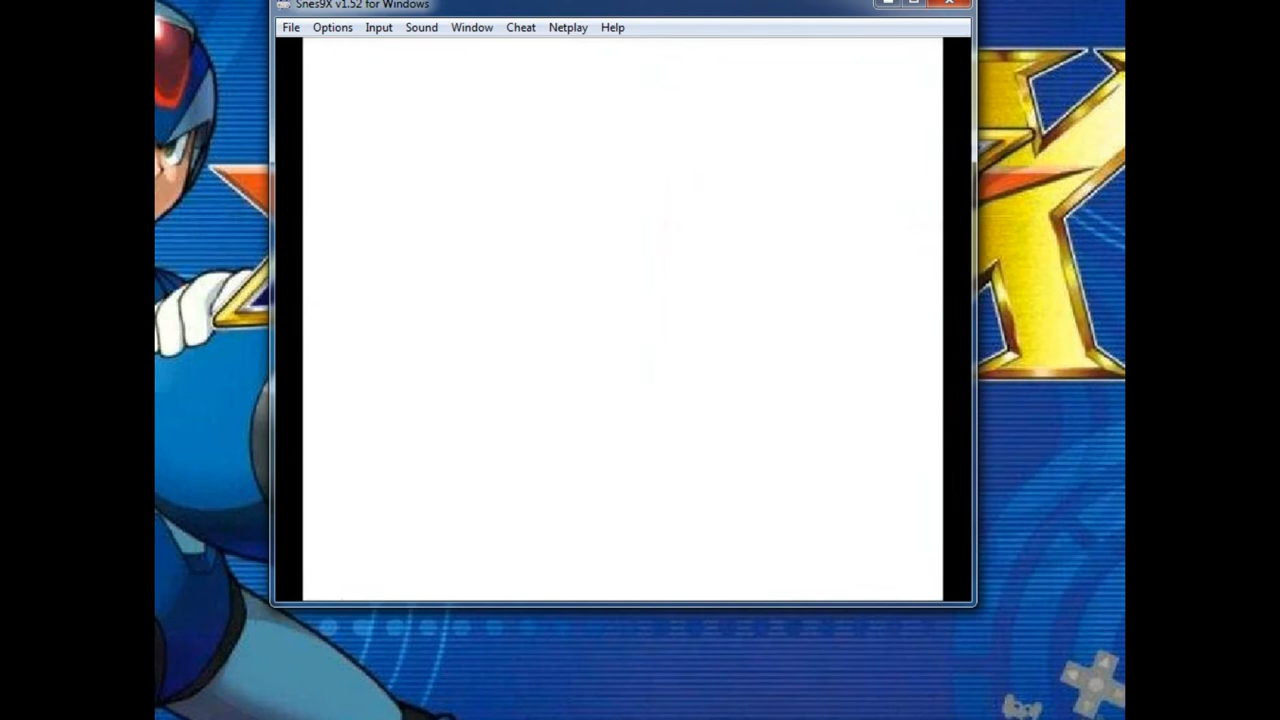 Snes9X v1.52 for Windows
File Options Input Sound Window Cheat Netplay Help